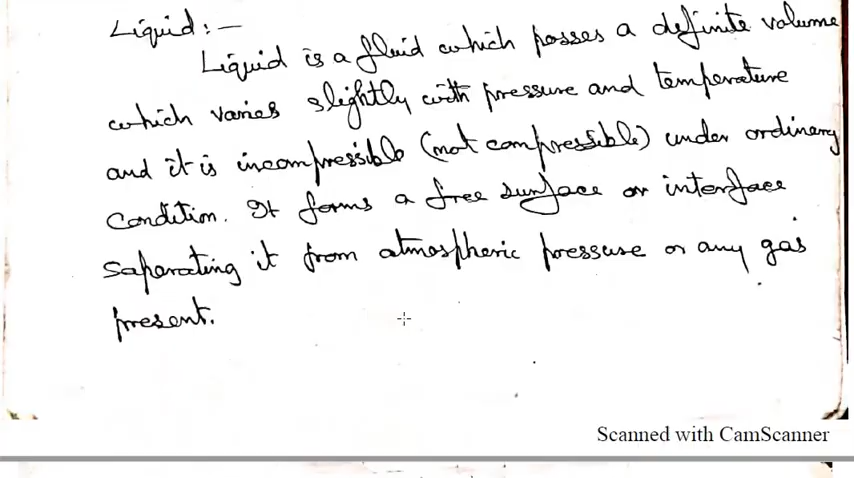 Liquid:-
Liquid is a fluid which posses a definite volume
which varies slightly with pressure and temperature
and it is incompressible (not compressible) under ordinary
Condition. It forms a free surface or interface
saparating it from atmospheric pressure or any gas
present.
Scanned with CamScanner